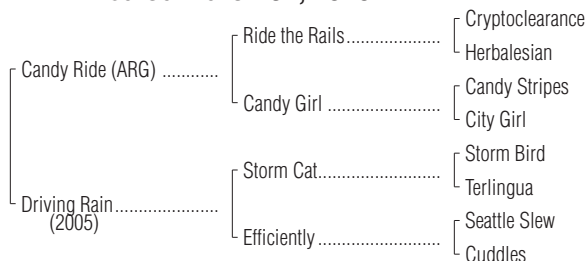 Ride the Rails
Cryptoclearance
Herbalesian
Candy Ride (ARG)
Candy Girl
Candy Stripes
City Girl
Storm Cat
Storm Bird
Terlingua
Driving Rain
(2005)
Efficiently
Seattle Slew
Cuddles